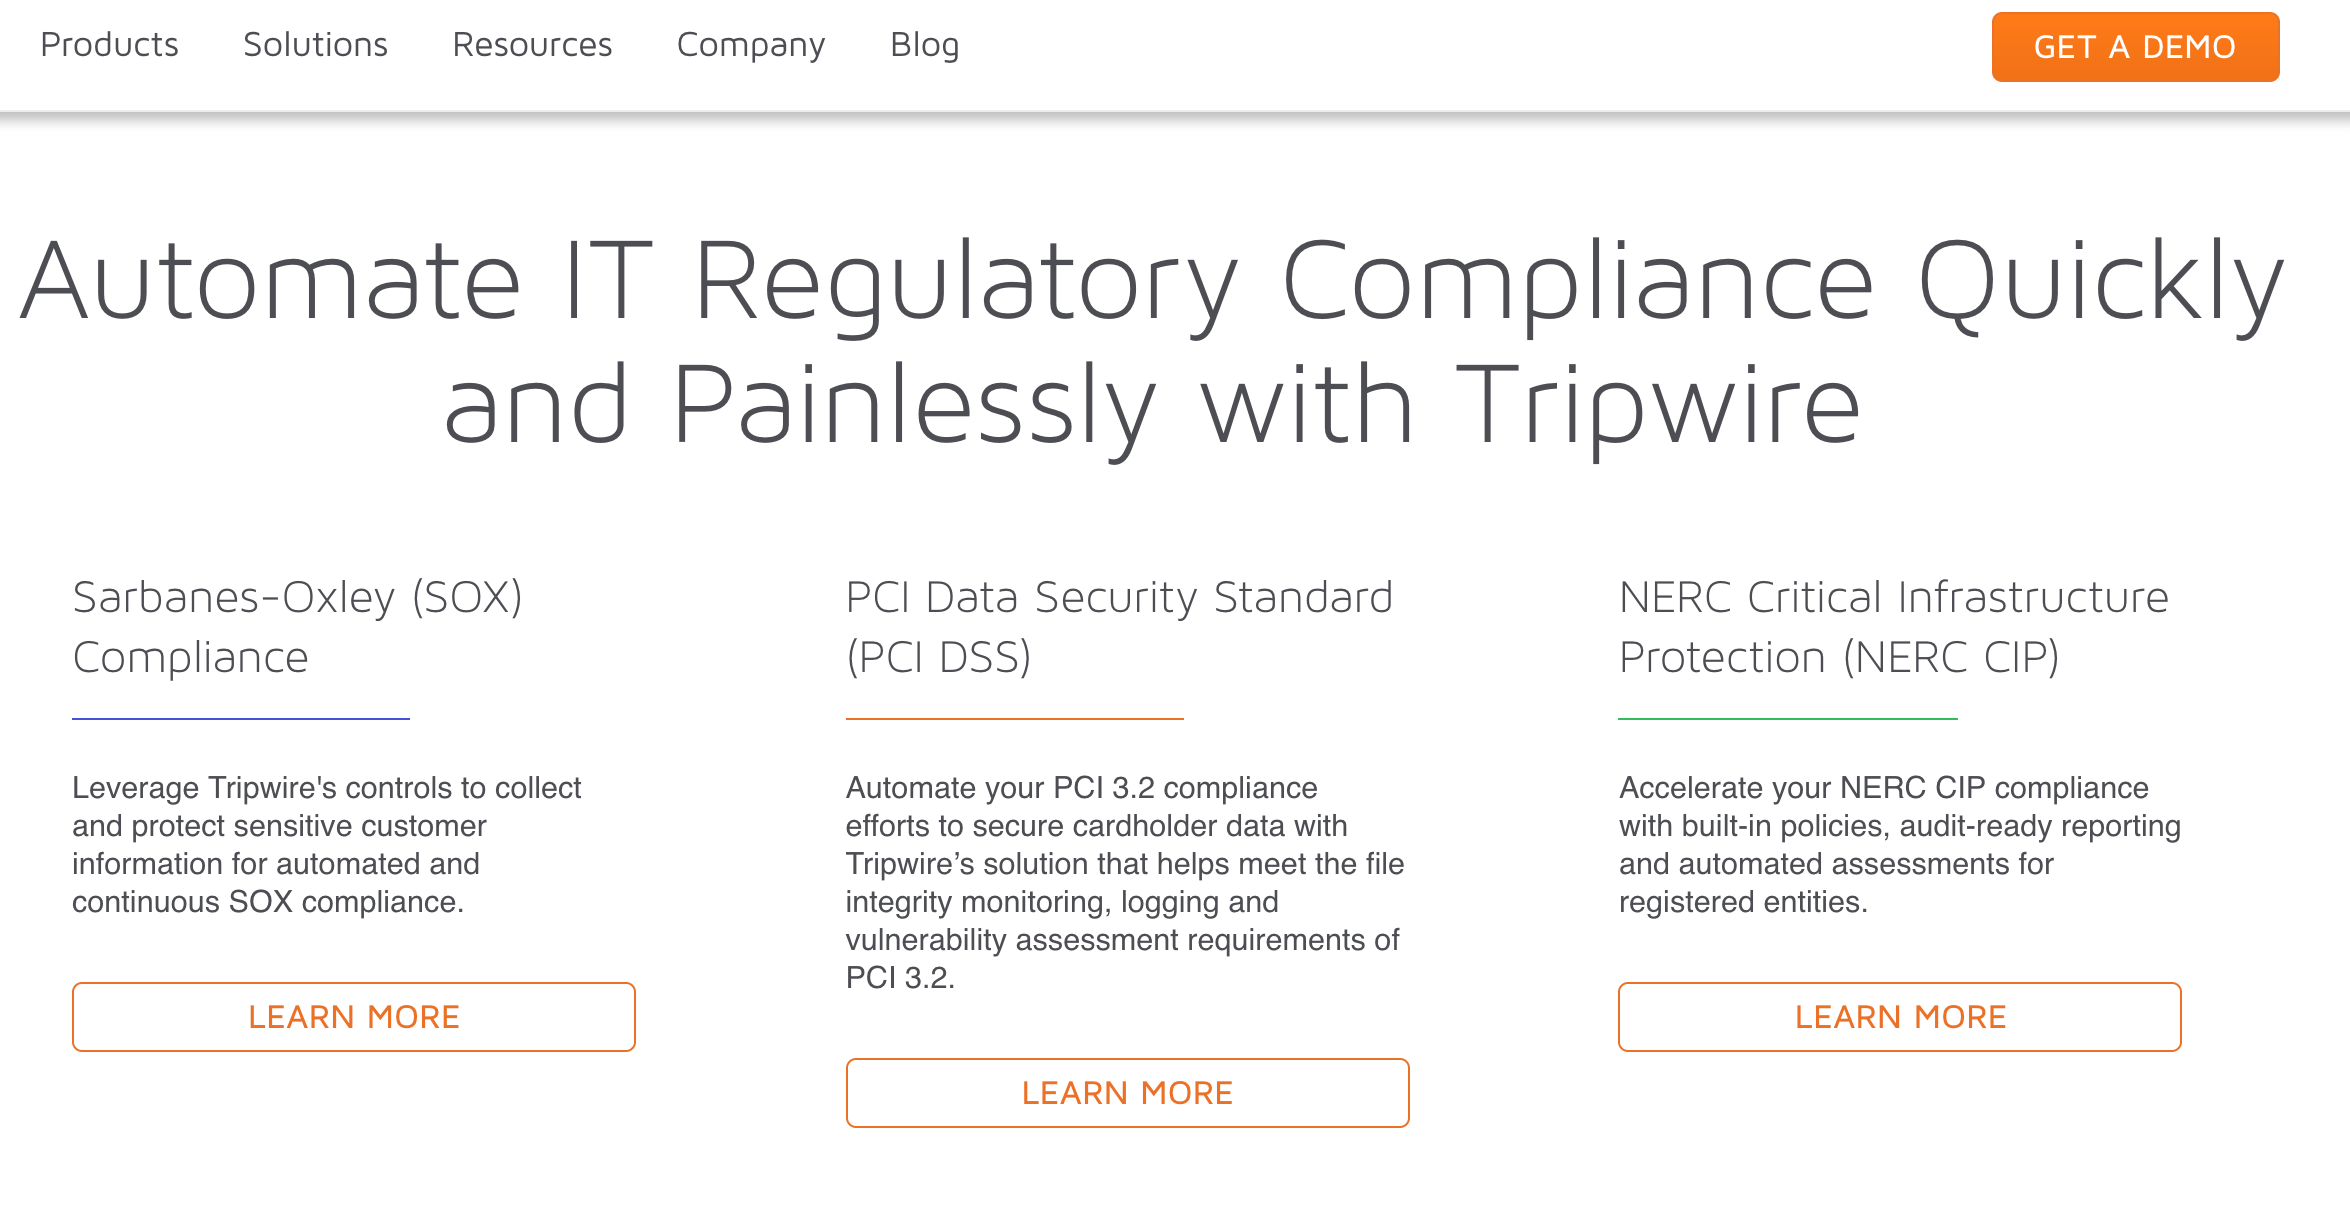 Products Solutions Resources Company Blog GET A DEMO
Automate IT Regulatory Compliance Quickly
and Painlessly with Tripwire
Sarbanes-Oxley (SOX)
Compliance
Leverage Tripwire's controls to collect
and protect sensitive customer
information for automated and
continuous SOX compliance.
LEARN MORE
PCI Data Security Standard
(PCI DSS)
Automate your PCI 3.2 compliance
efforts to secure cardholder data with
Tripwire’s solution that helps meet the file
integrity monitoring, logging and
vulnerability assessment requirements of
PCI 3.2.
LEARN MORE
NERC Critical Infrastructure
Protection (NERC CIP)
Accelerate your NERC CIP compliance
with built-in policies, audit-ready reporting
and automated assessments for
registered entities.
LEARN MORE